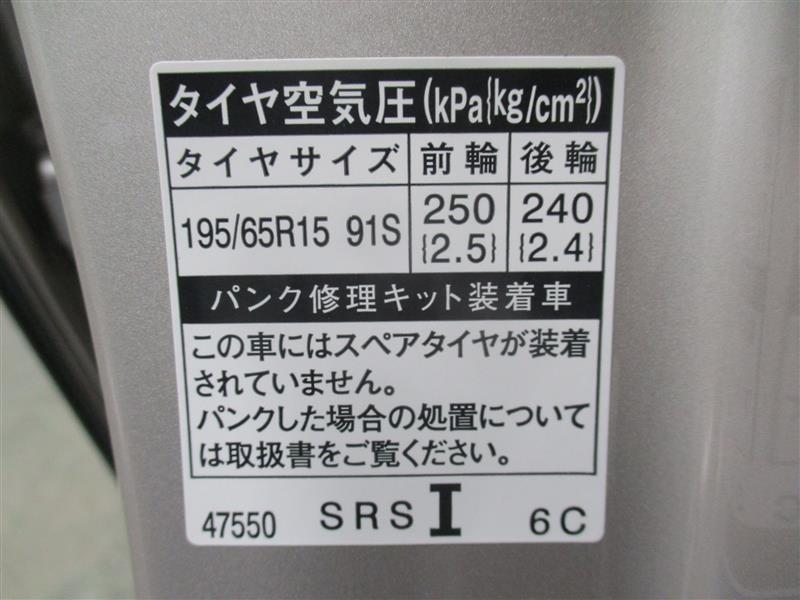 タイヤ空気圧(kPa{kg/cm²})
タイヤサイズ 前輪 後輪
195/65R15 91S 250 {2.5} 240 {2.4}
パンク修理キット装着車
この車にはスペアタイヤが装着
されていません。
パンクした場合の処置について
は取扱書をご覧ください。
47550 SRS I 6C